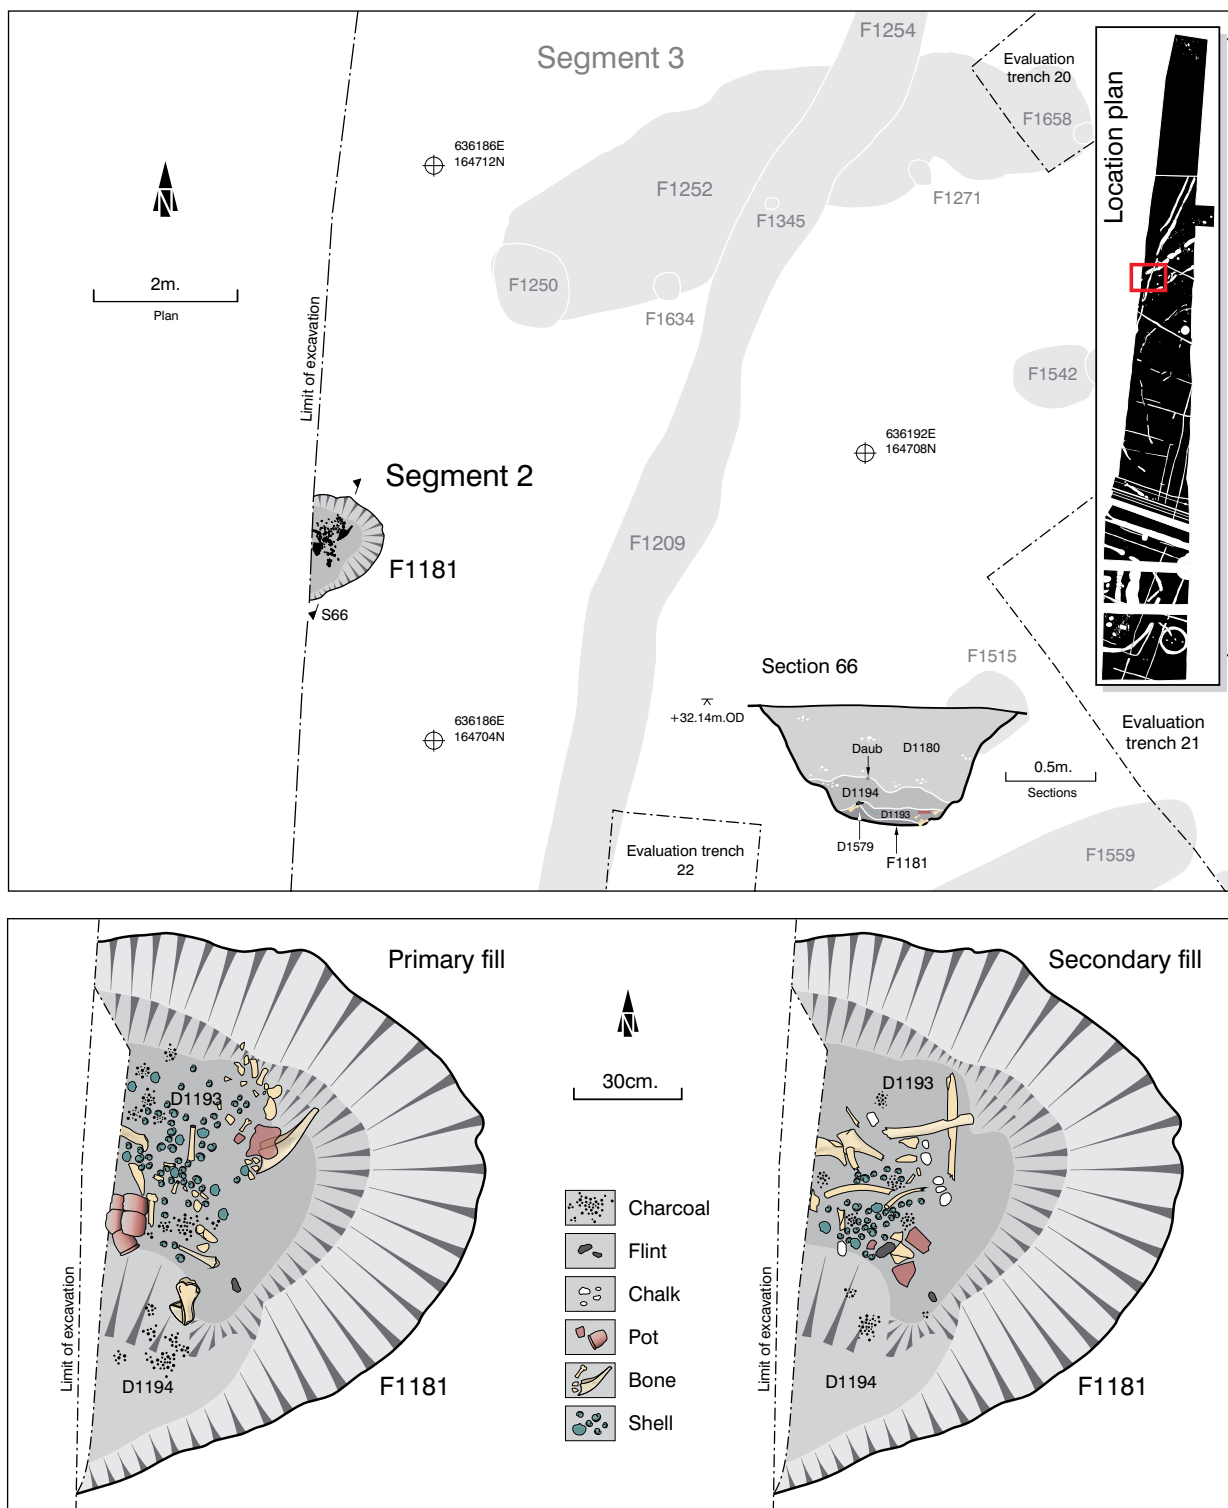 Segment 3
F1254
Evaluation
trench 20
F1658
Location plan
636186E
164712N
F1252
F1271
F1345
N
2m.
Plan
F1250
F1634
Limit of excavation
F1542
636192E
164708N
Segment 2
F1209
F1181
S66
F1515
Section 66
+32.14m.OD
636186E
164704N
Evaluation
trench 21
Daub
D1180
0.5m.
Sections
D1194
D1193
D1579
F1181
Evaluation trench
22
F1559
Primary fill
Secondary fill
N
30cm.
D1193
D1193
Charcoal
Flint
Chalk
Pot
Bone
Shell
Limit of excavation
D1194
F1181
Limit of excavation
D1194
F1181